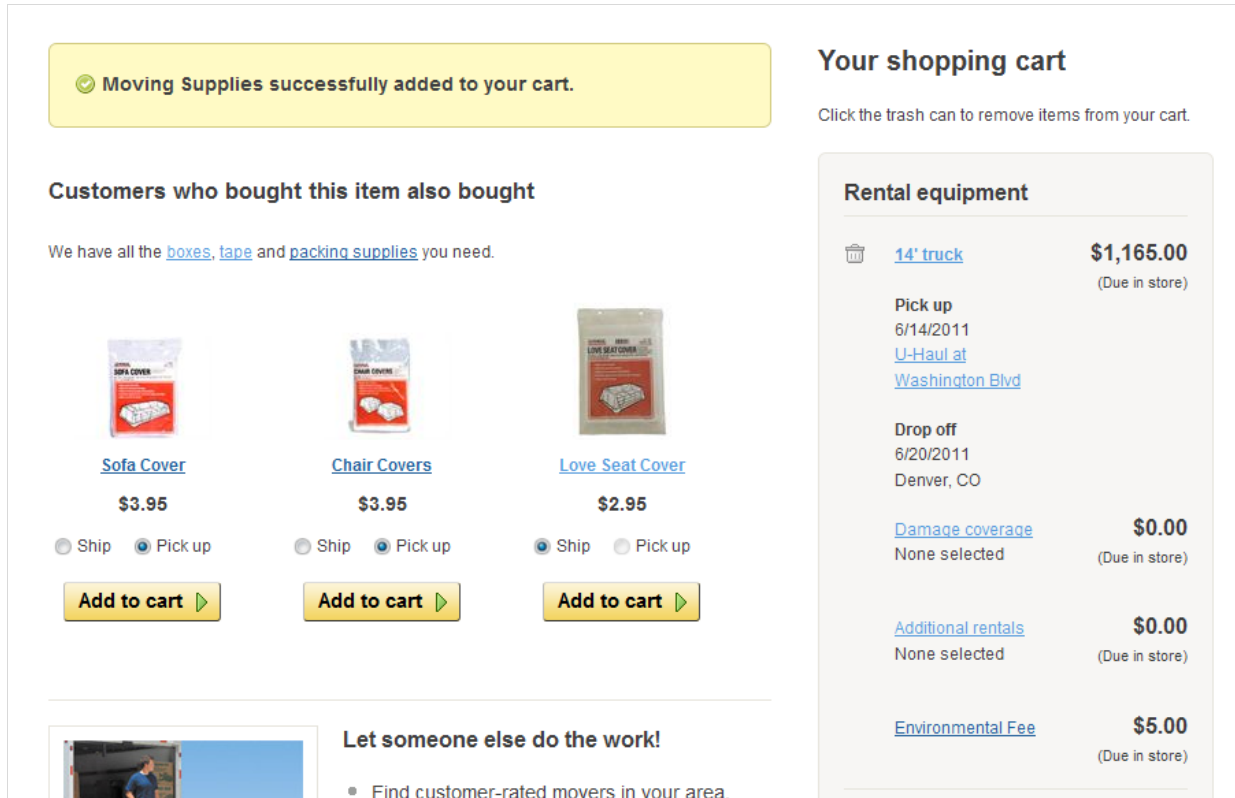 Moving Supplies successfully added to your cart.
Customers who bought this item also bought
We have all the boxes, tape and packing supplies you need.
SOFA COVER
CHAIR COVERS
LOVE SEAT COVER
Sofa Cover
Chair Covers
Love Seat Cover
$3.95
$3.95
$2.95
Ship Pick up
Ship Pick up
Ship Pick up
Add to cart
Add to cart
Add to cart
Let someone else do the work!
Find customer-rated movers in your area.
Your shopping cart
Click the trash can to remove items from your cart.
Rental equipment
14' truck $1,165.00
(Due in store)
Pick up
6/14/2011
U-Haul at
Washington Blvd
Drop off
6/20/2011
Denver, CO
Damage coverage $0.00
None selected (Due in store)
Additional rentals $0.00
None selected (Due in store)
Environmental Fee $5.00
(Due in store)